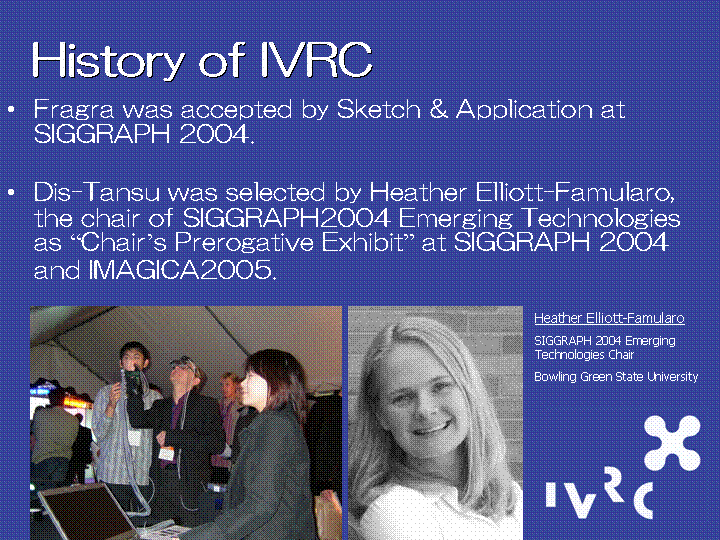 History of IVRC
• Fragra was accepted by Sketch & Application at
SIGGRAPH 2004.
• Dis-Tansu was selected by Heather Elliott-Famularo,
the chair of SIGGRAPH2004 Emerging Technologies
as “Chair’s Prerogative Exhibit” at SIGGRAPH 2004
and IMAGICA2005.
Heather Elliott-Famularo
SIGGRAPH 2004 Emerging
Technologies Chair
Bowling Green State University
IVRC